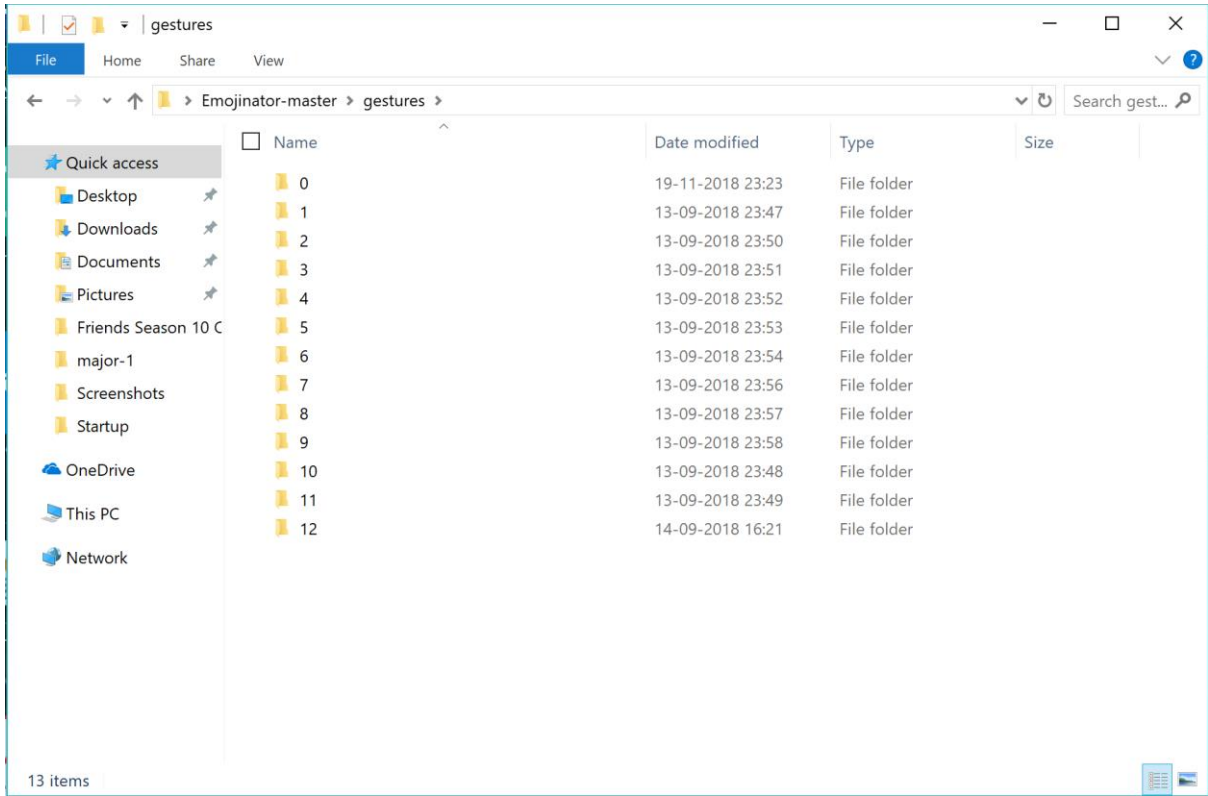 gestures
File Home Share View
Emojinator-master gestures Search gest...
Name Date modified Type Size
Quick access
Desktop
Downloads
Documents
Pictures
Friends Season 10 C
major-1
Screenshots
Startup
OneDrive
This PC
Network
0 19-11-2018 23:23 File folder
1 13-09-2018 23:47 File folder
2 13-09-2018 23:50 File folder
3 13-09-2018 23:51 File folder
4 13-09-2018 23:52 File folder
5 13-09-2018 23:53 File folder
6 13-09-2018 23:54 File folder
7 13-09-2018 23:56 File folder
8 13-09-2018 23:57 File folder
9 13-09-2018 23:58 File folder
10 13-09-2018 23:48 File folder
11 13-09-2018 23:49 File folder
12 14-09-2018 16:21 File folder
13 items